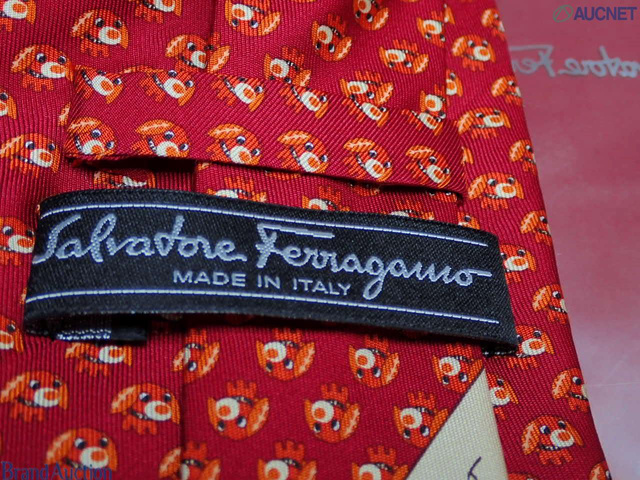 AUCNET
Salvatore Ferragamo
MADE IN ITALY
Brand Auction